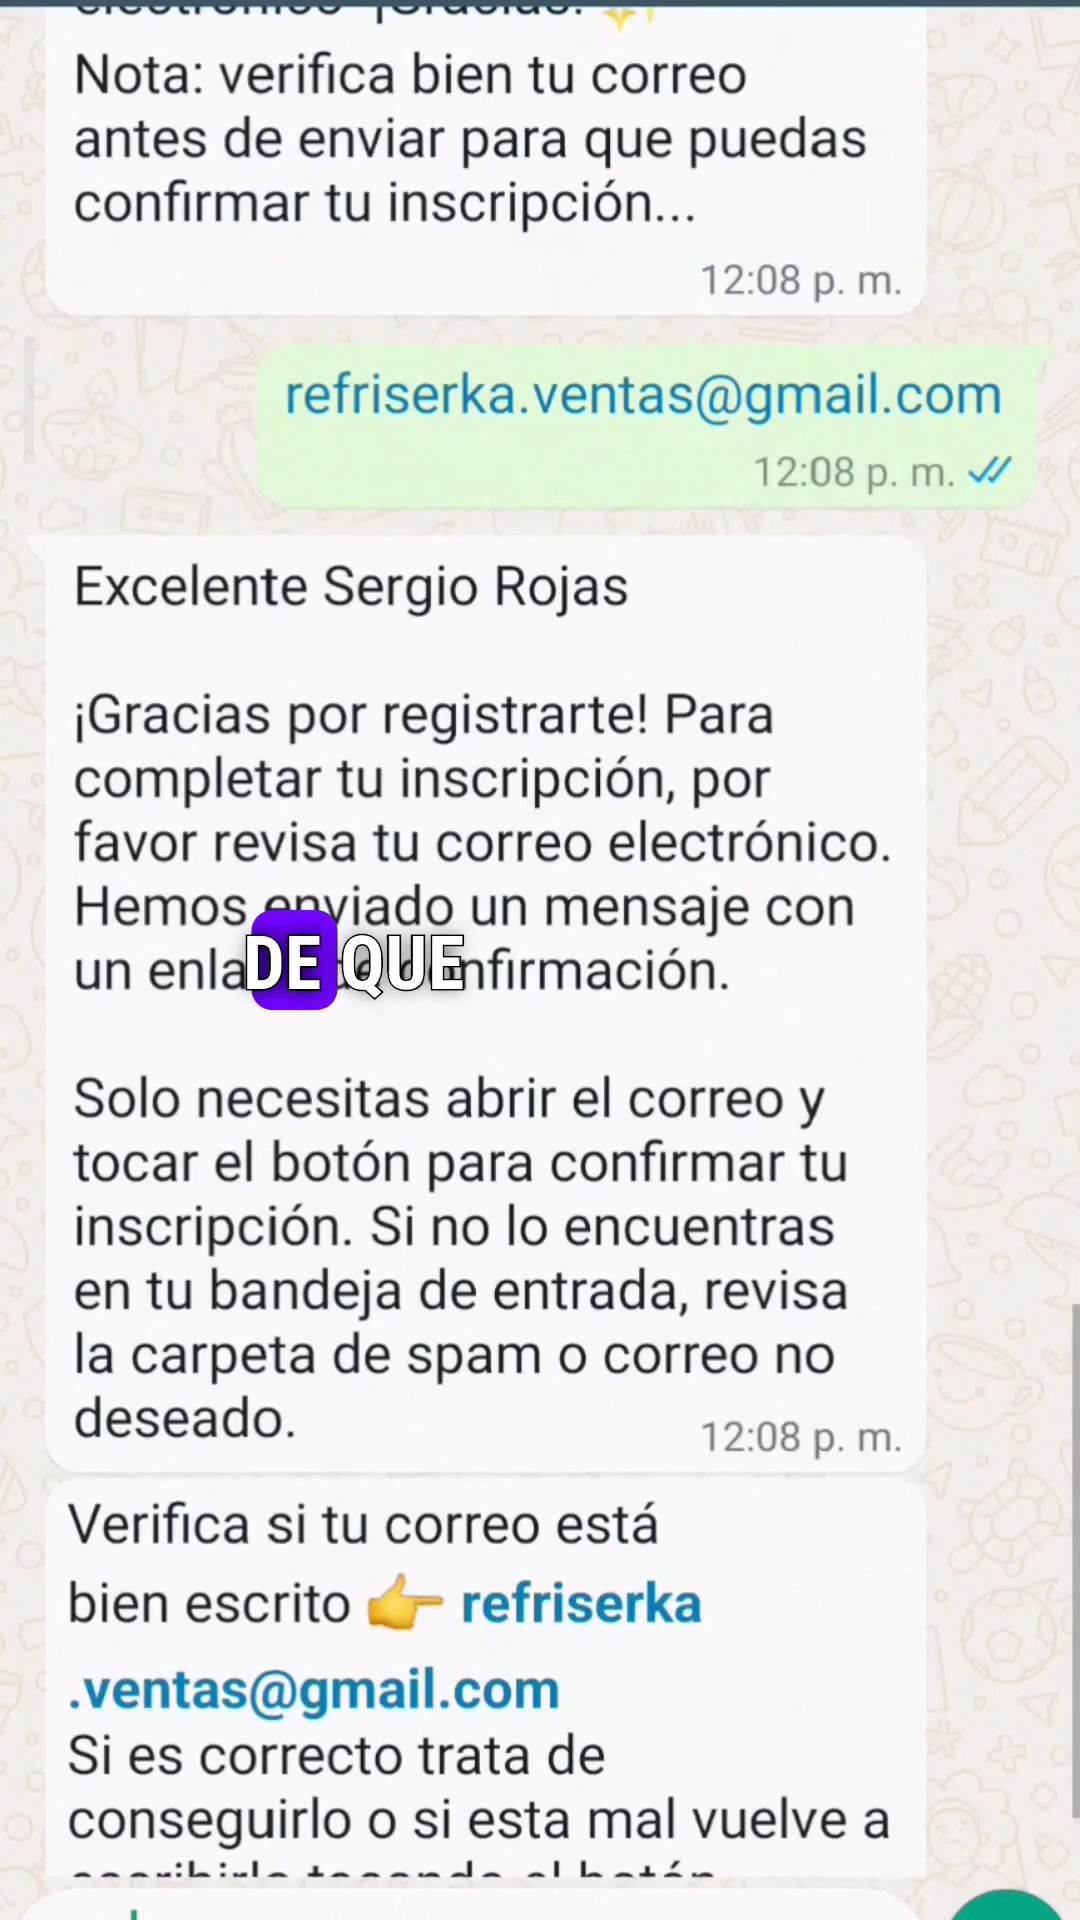 Nota: verifica bien tu correo
antes de enviar para que puedas
confirmar tu inscripción...
12:08 p. m.
refriserka.ventas@gmail.com
12:08 p. m.
Excelente Sergio Rojas
¡Gracias por registrarte! Para
completar tu inscripción, por
favor revisa tu correo electrónico.
Hemos enviado un mensaje con
un enla nfirmación.
DE QUE
Solo necesitas abrir el correo y
tocar el botón para confirmar tu
inscripción. Si no lo encuentras
en tu bandeja de entrada, revisa
la carpeta de spam o correo no
deseado.
12:08 p. m.
Verifica si tu correo está
bien escrito 👉 refriserka
.ventas@gmail.com
Si es correcto trata de
conseguirlo o si esta mal vuelve a